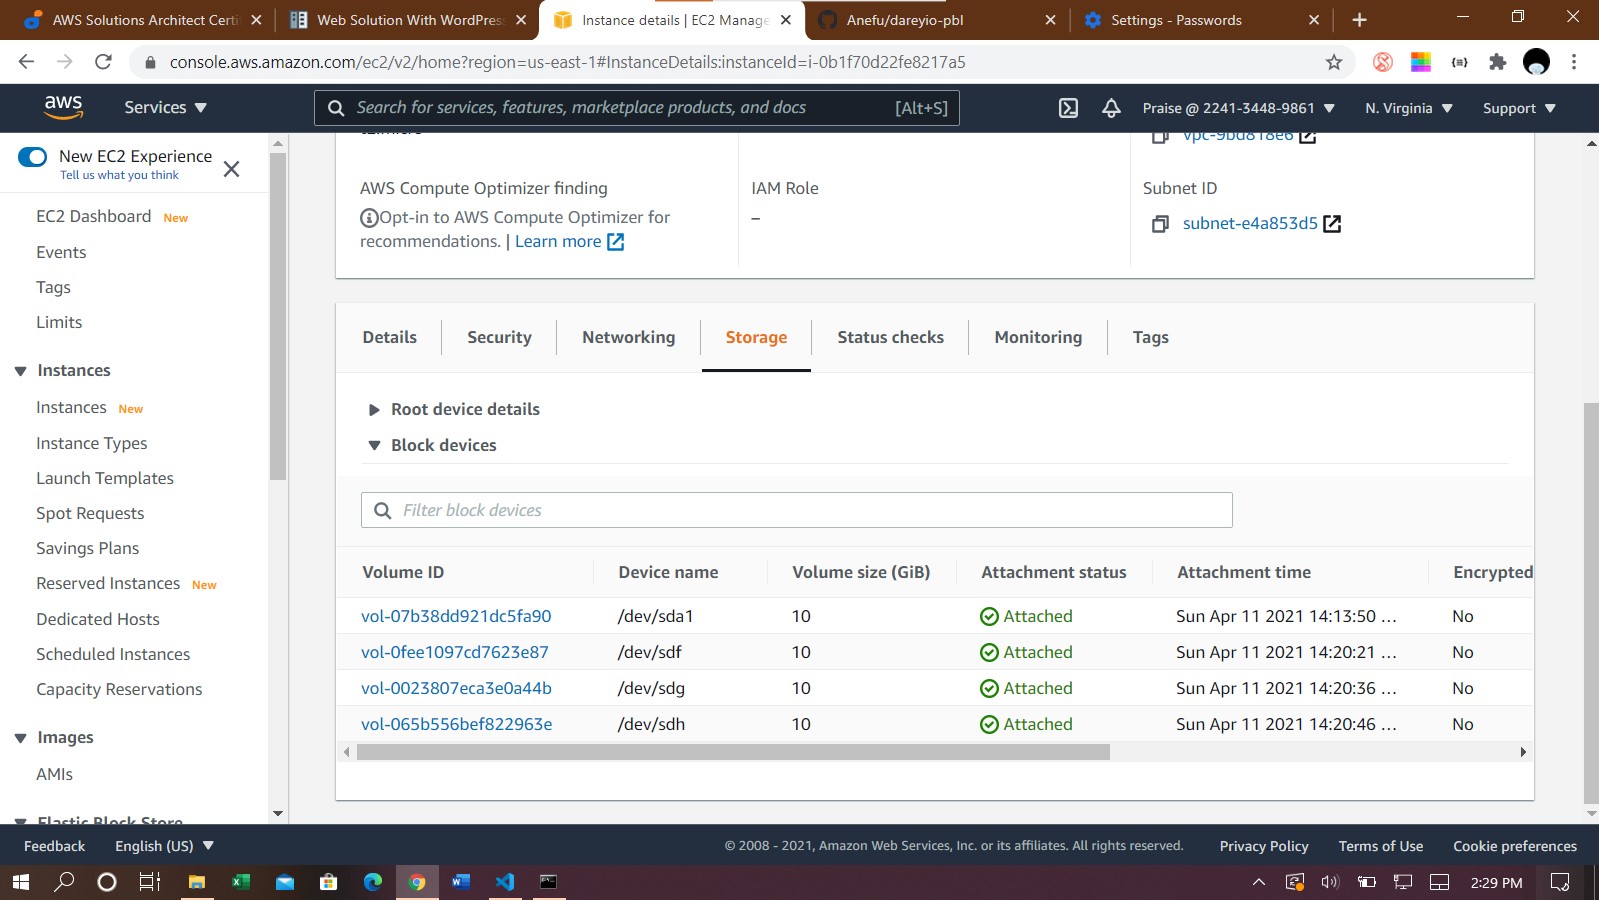 AWS Solutions Architect Certi
Web Solution With WordPress
Instance details | EC2 Manage
Anefu/dareyio-pbl
Settings - Passwords
console.aws.amazon.com/ec2/v2/home?region=us-east-1#InstanceDetails:instanceId=i-0b1f70d22fe8217a5
aws
Services
Search for services, features, marketplace products, and docs [Alt+S]
Praise @ 2241-3448-9861
N. Virginia
Support
New EC2 Experience
Tell us what you think
EC2 Dashboard New
Events
Tags
Limits
Instances
Instances New
Instance Types
Launch Templates
Spot Requests
Savings Plans
Reserved Instances New
Dedicated Hosts
Scheduled Instances
Capacity Reservations
Images
AMIs
Elastic Block Store
t2.micro
vpc-9bd818e6
AWS Compute Optimizer finding
Opt-in to AWS Compute Optimizer for
recommendations. | Learn more
IAM Role
–
Subnet ID
subnet-e4a853d5
Details Security Networking Storage Status checks Monitoring Tags
Root device details
Block devices
Filter block devices
Volume ID Device name Volume size (GiB) Attachment status Attachment time Encrypted
vol-07b38dd921dc5fa90 /dev/sda1 10 Attached Sun Apr 11 2021 14:13:50 ... No
vol-0fee1097cd7623e87 /dev/sdf 10 Attached Sun Apr 11 2021 14:20:21 ... No
vol-0023807eca3e0a44b /dev/sdg 10 Attached Sun Apr 11 2021 14:20:36 ... No
vol-065b556bef822963e /dev/sdh 10 Attached Sun Apr 11 2021 14:20:46 ... No
Feedback English (US) © 2008 - 2021, Amazon Web Services, Inc. or its affiliates. All rights reserved. Privacy Policy Terms of Use Cookie preferences
2:29 PM